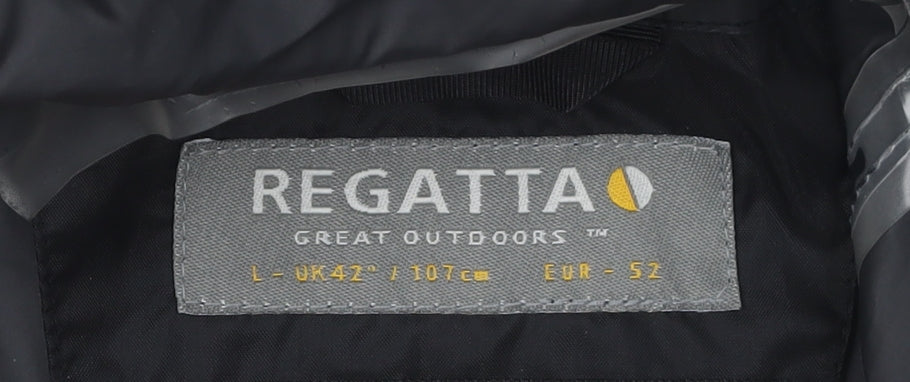 REGATTA
GREAT OUTDOORS ™
L - UK42" / 107cm EUR - 52